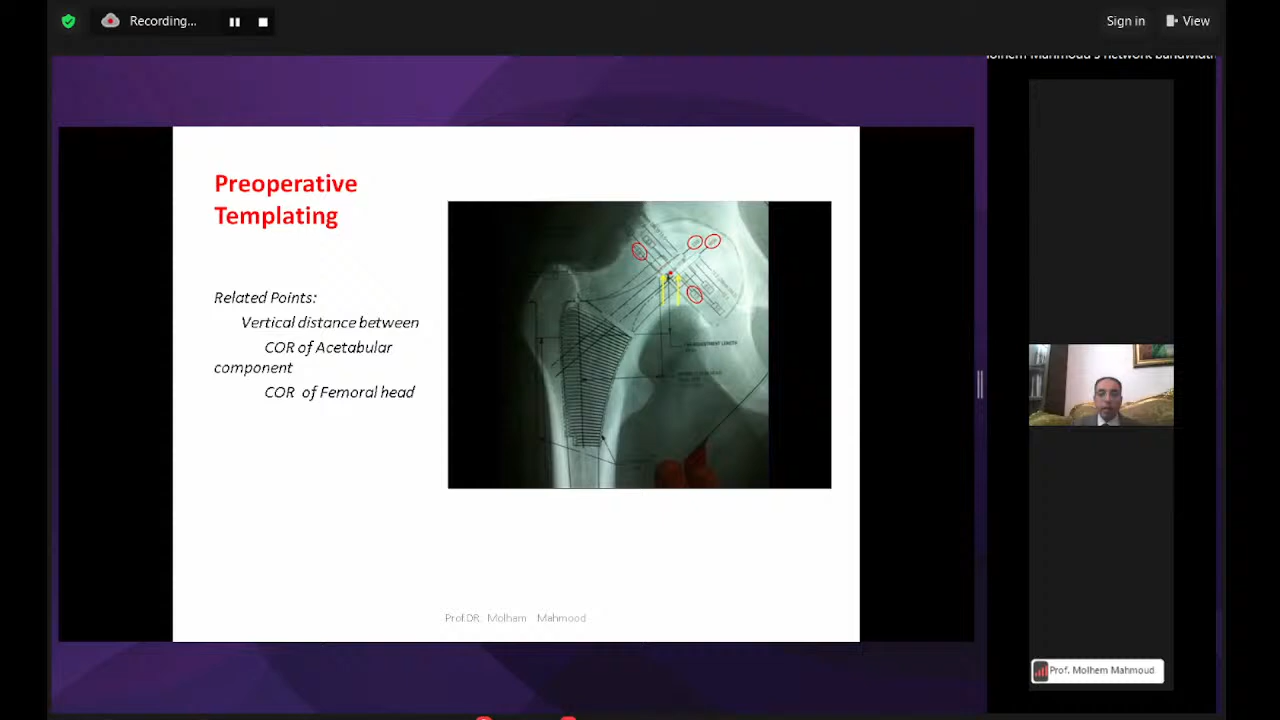 Recording...
Sign in
View
Preoperative
Templating
Related Points:
Vertical distance between
COR of Acetabular
component
COR of Femoral head
Prof.DR. Molham Mahmood
Prof. Molhem Mahmoud